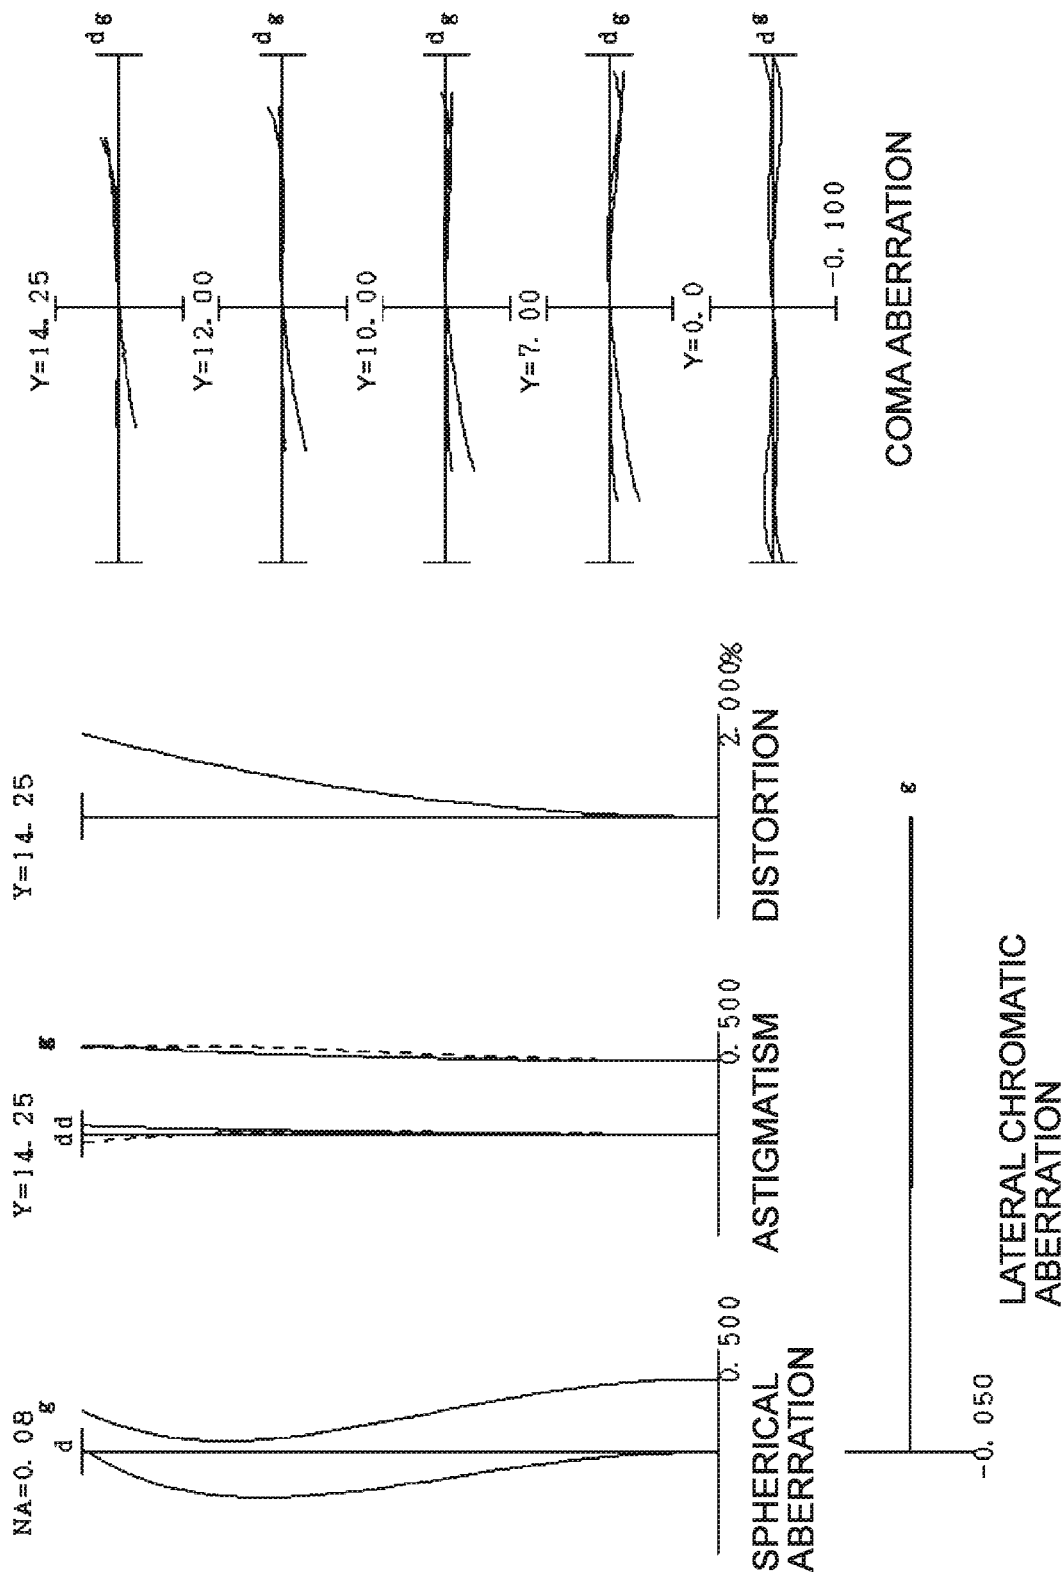 NA=0. 08
d
g
0. 500
SPHERICAL
ABERRATION
Y=14. 25
d d
g
0. 500
ASTIGMATISM
Y=14. 25
2. 000%
DISTORTION
Y=14. 25
d g
Y=12. 00
d g
Y=10. 00
d g
Y=7. 00
d g
Y=0. 0
d g
-0. 100
COMA ABERRATION
g
-0. 050
LATERAL CHROMATIC
ABERRATION